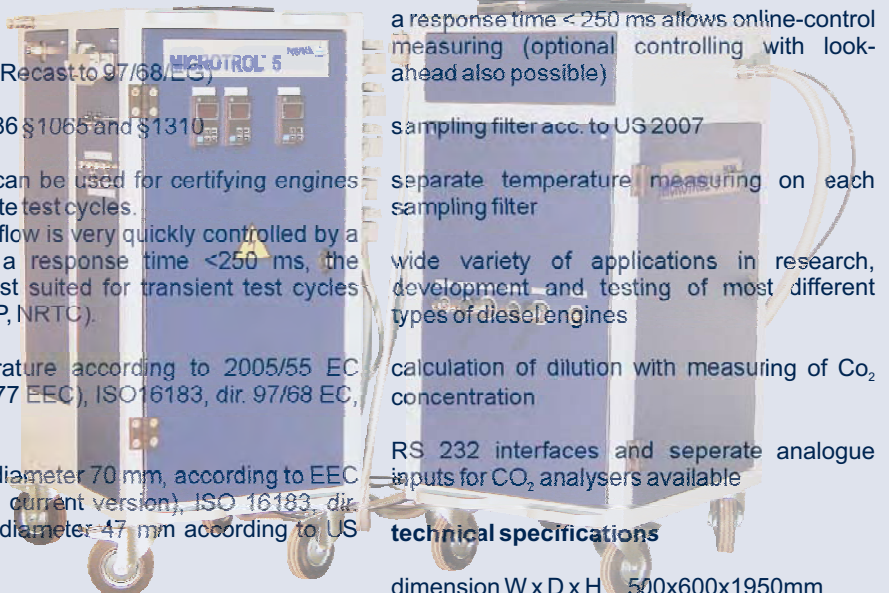 Recast to 97/68/EG)
36 §1065 and §1310
can be used for certifying engines
te test cycles.
flow is very quickly controlled by a
a response time <250 ms, the
st suited for transient test cycles
P, NRTC).
rature according to 2005/55 EC
77 EEC), ISO16183, dir. 97/68 EC,
diameter 70 mm, according to EEC
current version), ISO 16183, dir.
diameter 47 mm according to US
MICROTROL 5
a response time < 250 ms allows online-control
measuring (optional controlling with look-
ahead also possible)
sampling filter acc. to US 2007
separate temperature measuring on each
sampling filter
wide variety of applications in research,
development and testing of most different
types of diesel engines
calculation of dilution with measuring of Co₂
concentration
RS 232 interfaces and seperate analogue
inputs for CO₂ analysers available
technical specifications
dimension W x D x H 500x600x1950mm